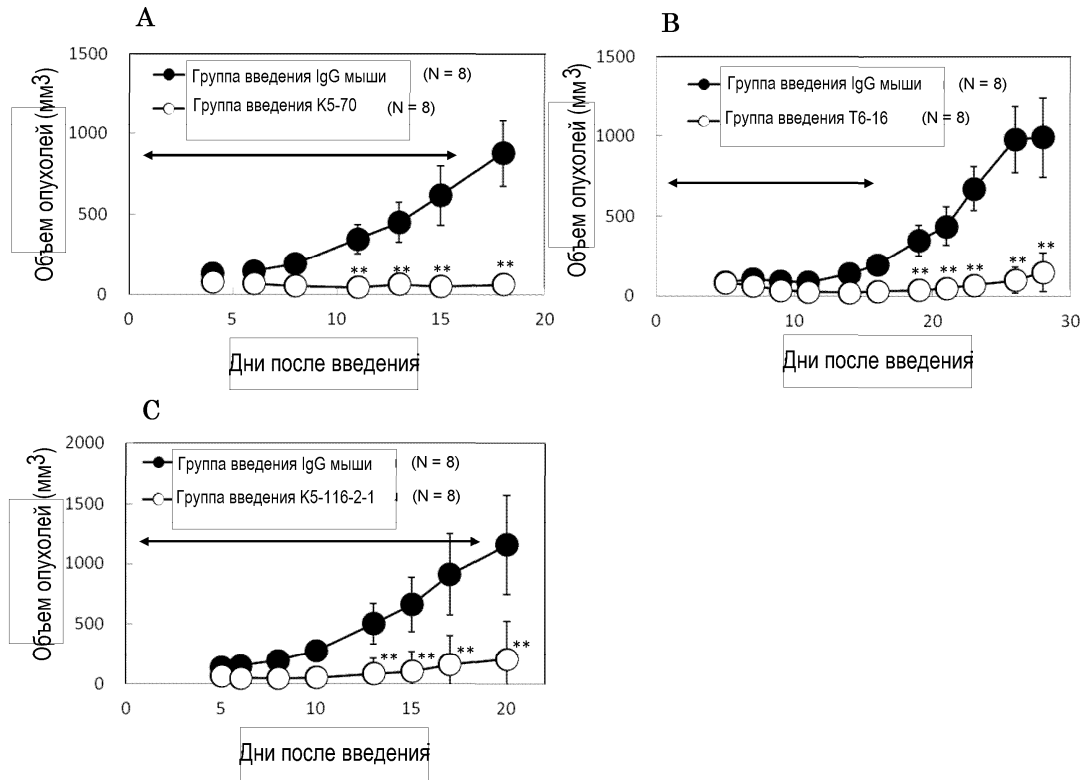 A
1500
1000
500
0
Объем опухолей (мм3)
Группа введения IgG мыши (N = 8)
Группа введения K5-70 (N = 8)
** ** ** **
0 5 10 15 20
Дни после введения
B
1500
1000
500
0
Объем опухолей (мм3)
Группа введения IgG мыши (N = 8)
Группа введения T6-16 (N = 8)
** ** ** ** **
0 10 20 30
Дни после введения
C
2000
1500
1000
500
0
Объем опухолей (мм3)
Группа введения IgG мыши (N = 8)
Группа введения K5-116-2-1 (N = 8)
** ** ** **
0 5 10 15 20
Дни после введения